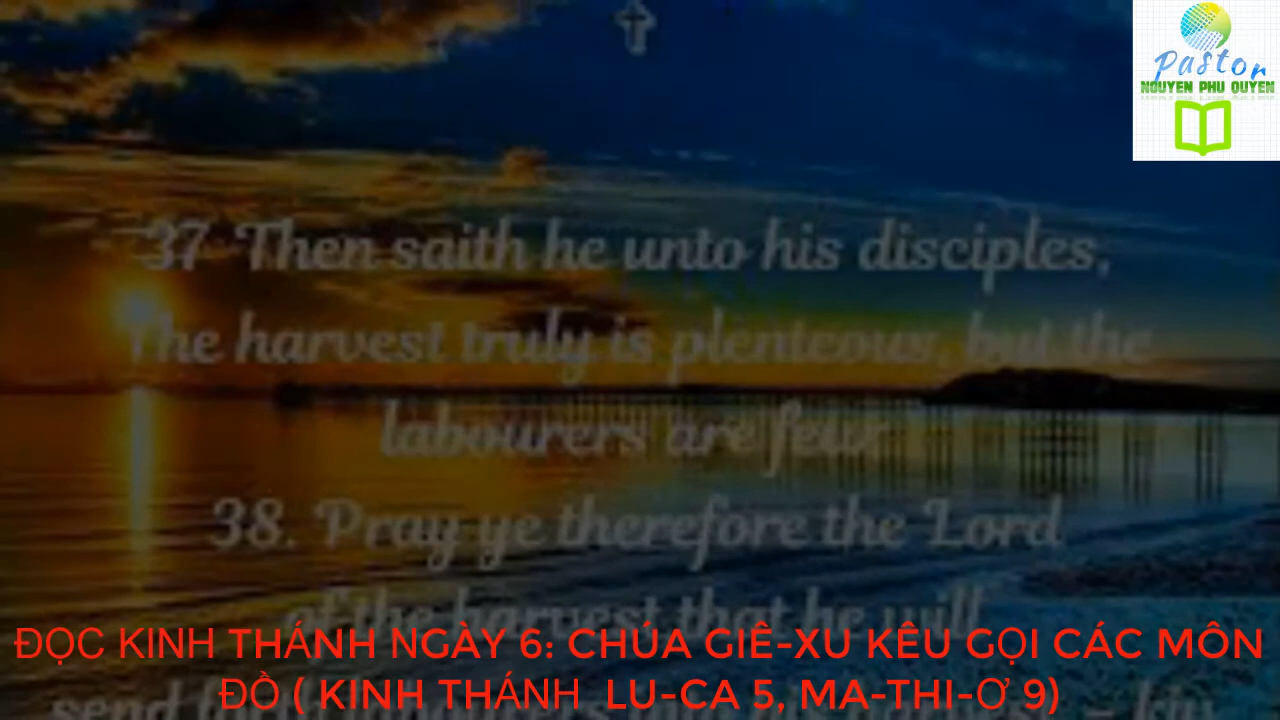 Pastor
NGUYEN PHU QUYEN
37 Then saith he unto his disciples,
The harvest truly is plenteous, but the
labourers are few
38. Pray ye therefore the Lord
of the harvest that he will
send
ĐỌC KINH THÁNH NGÀY 6: CHÚA GIÊ-XU KÊU GỌI CÁC MÔN
ĐỒ ( KINH THÁNH LU-CA 5, MA-THI-Ơ 9)